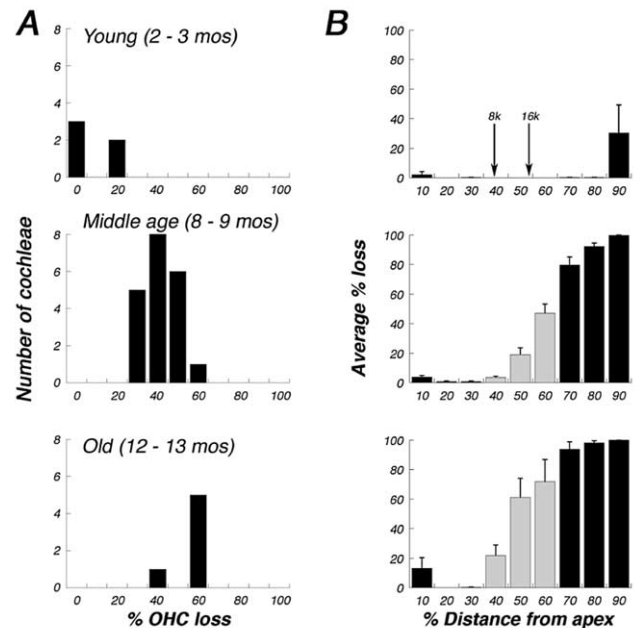 A
Young (2 - 3 mos)
8
6
4
2
0
0 20 40 60 80 100
Middle age (8 - 9 mos)
8
6
4
2
0
0 20 40 60 80 100
Old (12 - 13 mos)
8
6
4
2
0
0 20 40 60 80 100
Number of cochleae
% OHC loss
B
100
80
60
40
20
0
8k 16k
10 20 30 40 50 60 70 80 90
100
80
60
40
20
0
10 20 30 40 50 60 70 80 90
100
80
60
40
20
0
10 20 30 40 50 60 70 80 90
Average % loss
% Distance from apex